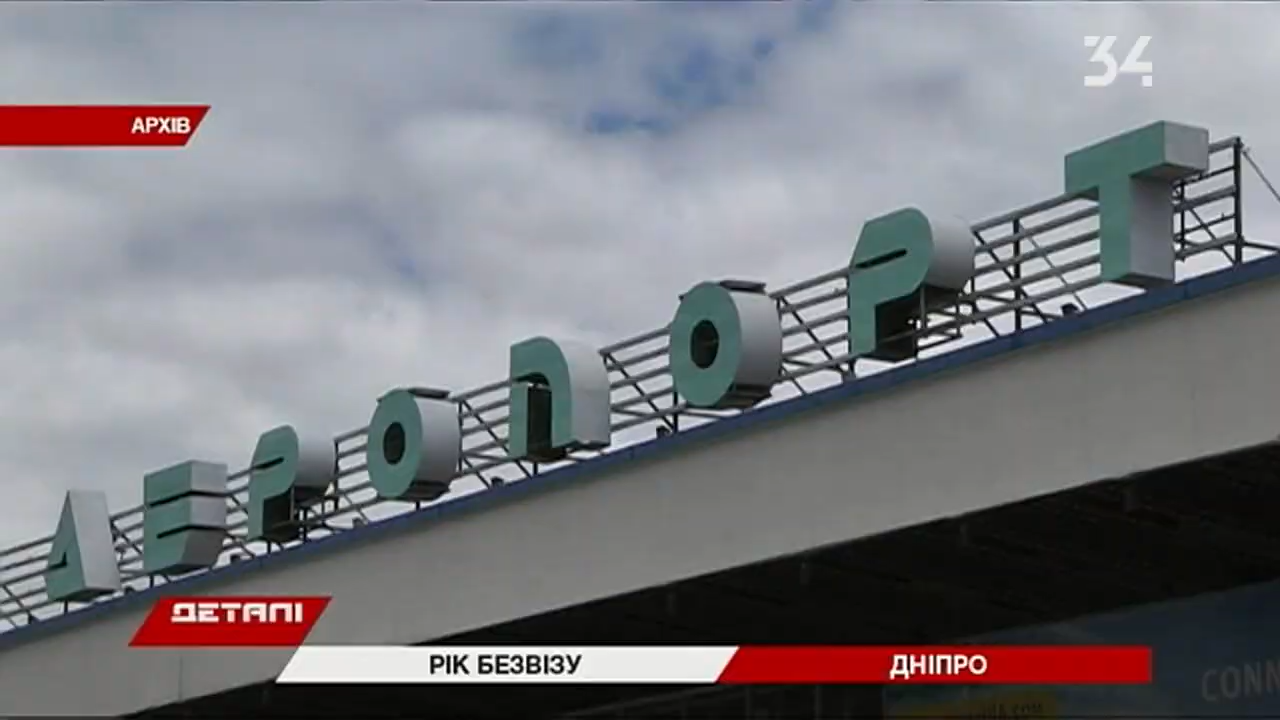 34
АРХІВ
АЕРОПОРТ
ДЕТАЛІ
РІК БЕЗВІЗУ
ДНІПРО